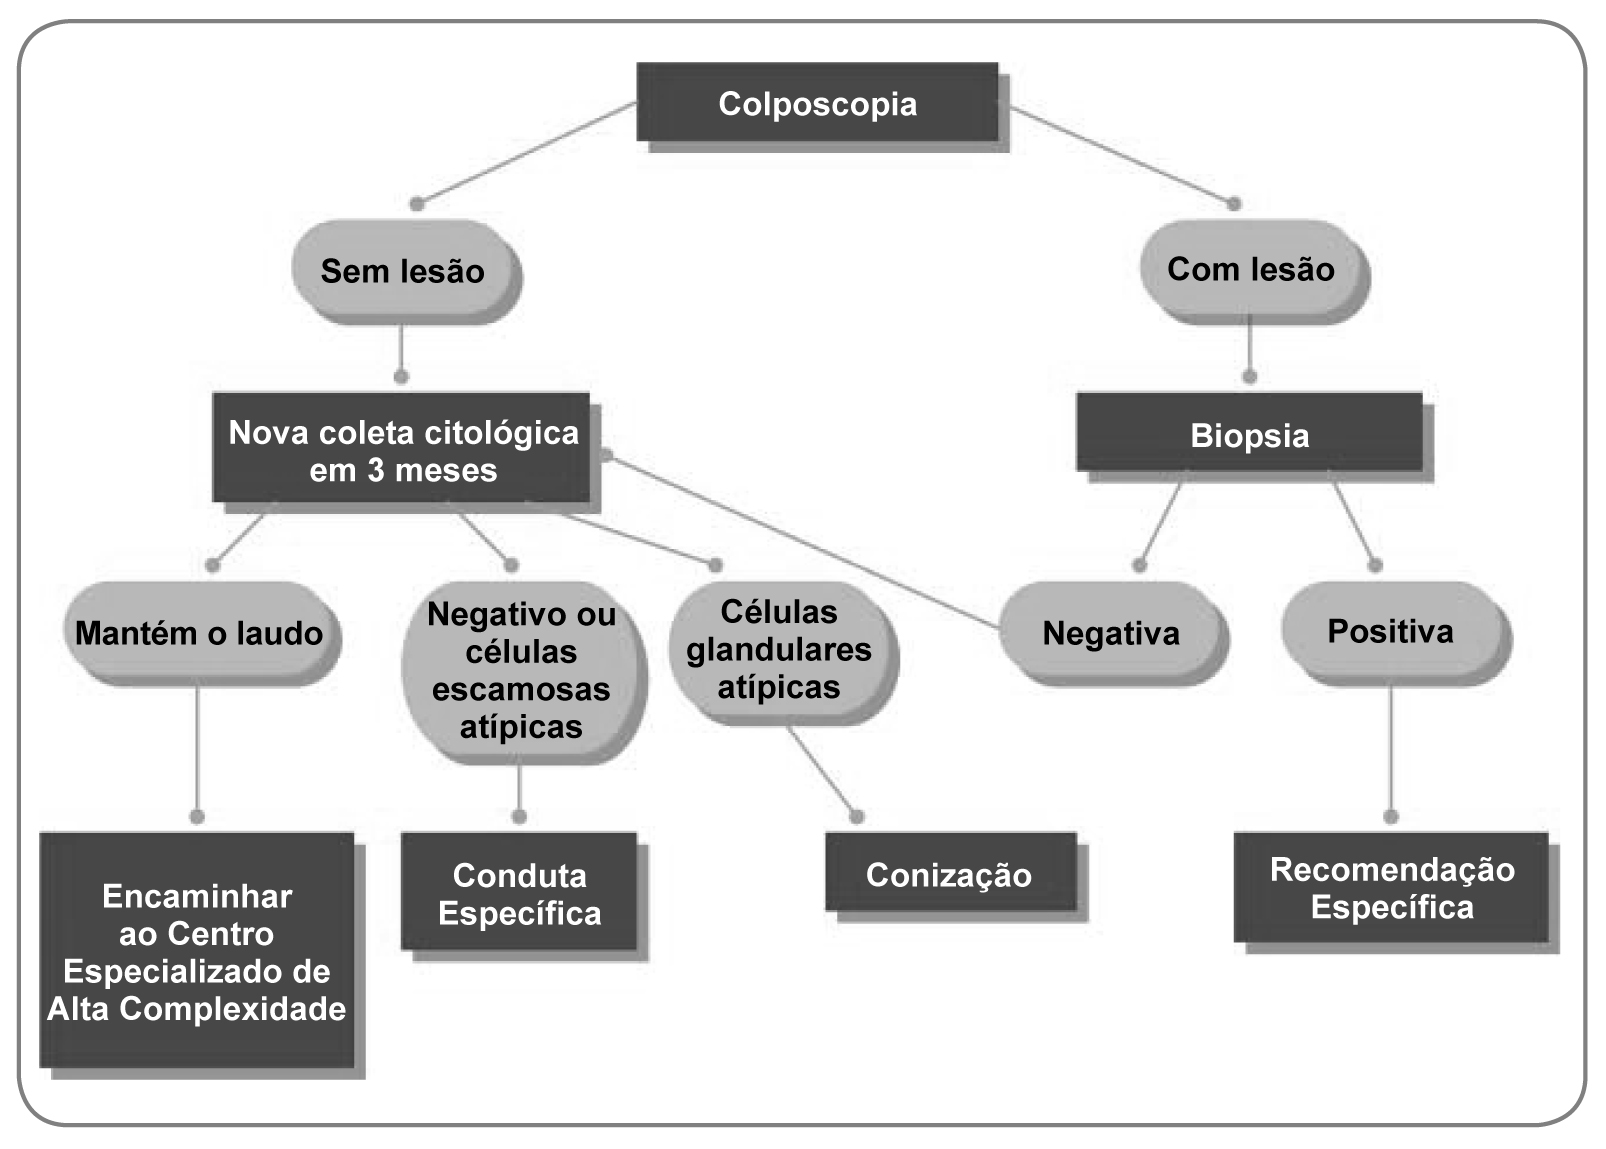 Colposcopia
Sem lesão
Com lesão
Nova coleta citológica
em 3 meses
Biopsia
Mantém o laudo
Negativo ou
células
escamosas
atípicas
Células
glandulares
atípicas
Negativa
Positiva
Encaminhar
ao Centro
Especializado de
Alta Complexidade
Conduta
Específica
Conização
Recomendação
Específica